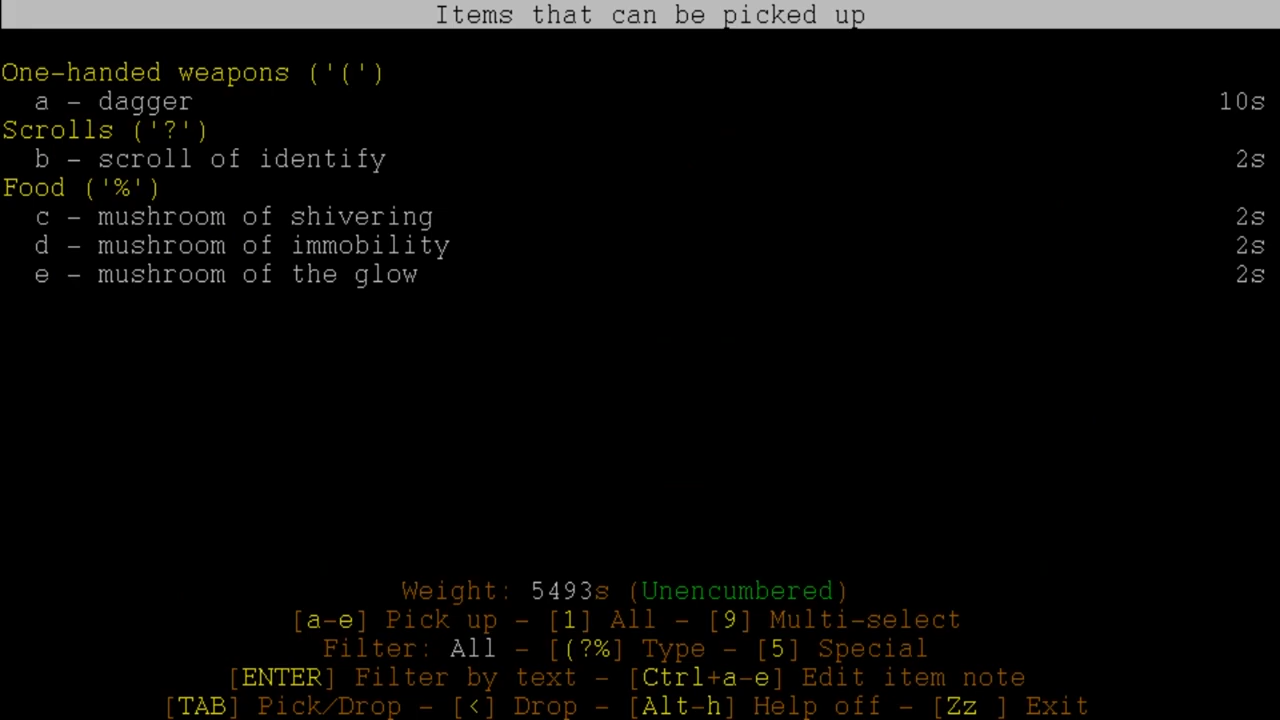 Items that can be picked up
One-handed weapons ('(')
a - dagger 10s
Scrolls ('?')
b - scroll of identify 2s
Food ('%')
c - mushroom of shivering 2s
d - mushroom of immobility 2s
e - mushroom of the glow 2s
Weight: 5493s (Unencumbered)
[a-e] Pick up - [1] All - [9] Multi-select
Filter: All - [(?%] Type - [5] Special
[ENTER] Filter by text - [Ctrl+a-e] Edit item note
[TAB] Pick/Drop - [<] Drop - [Alt-h] Help off - [Zz ] Exit